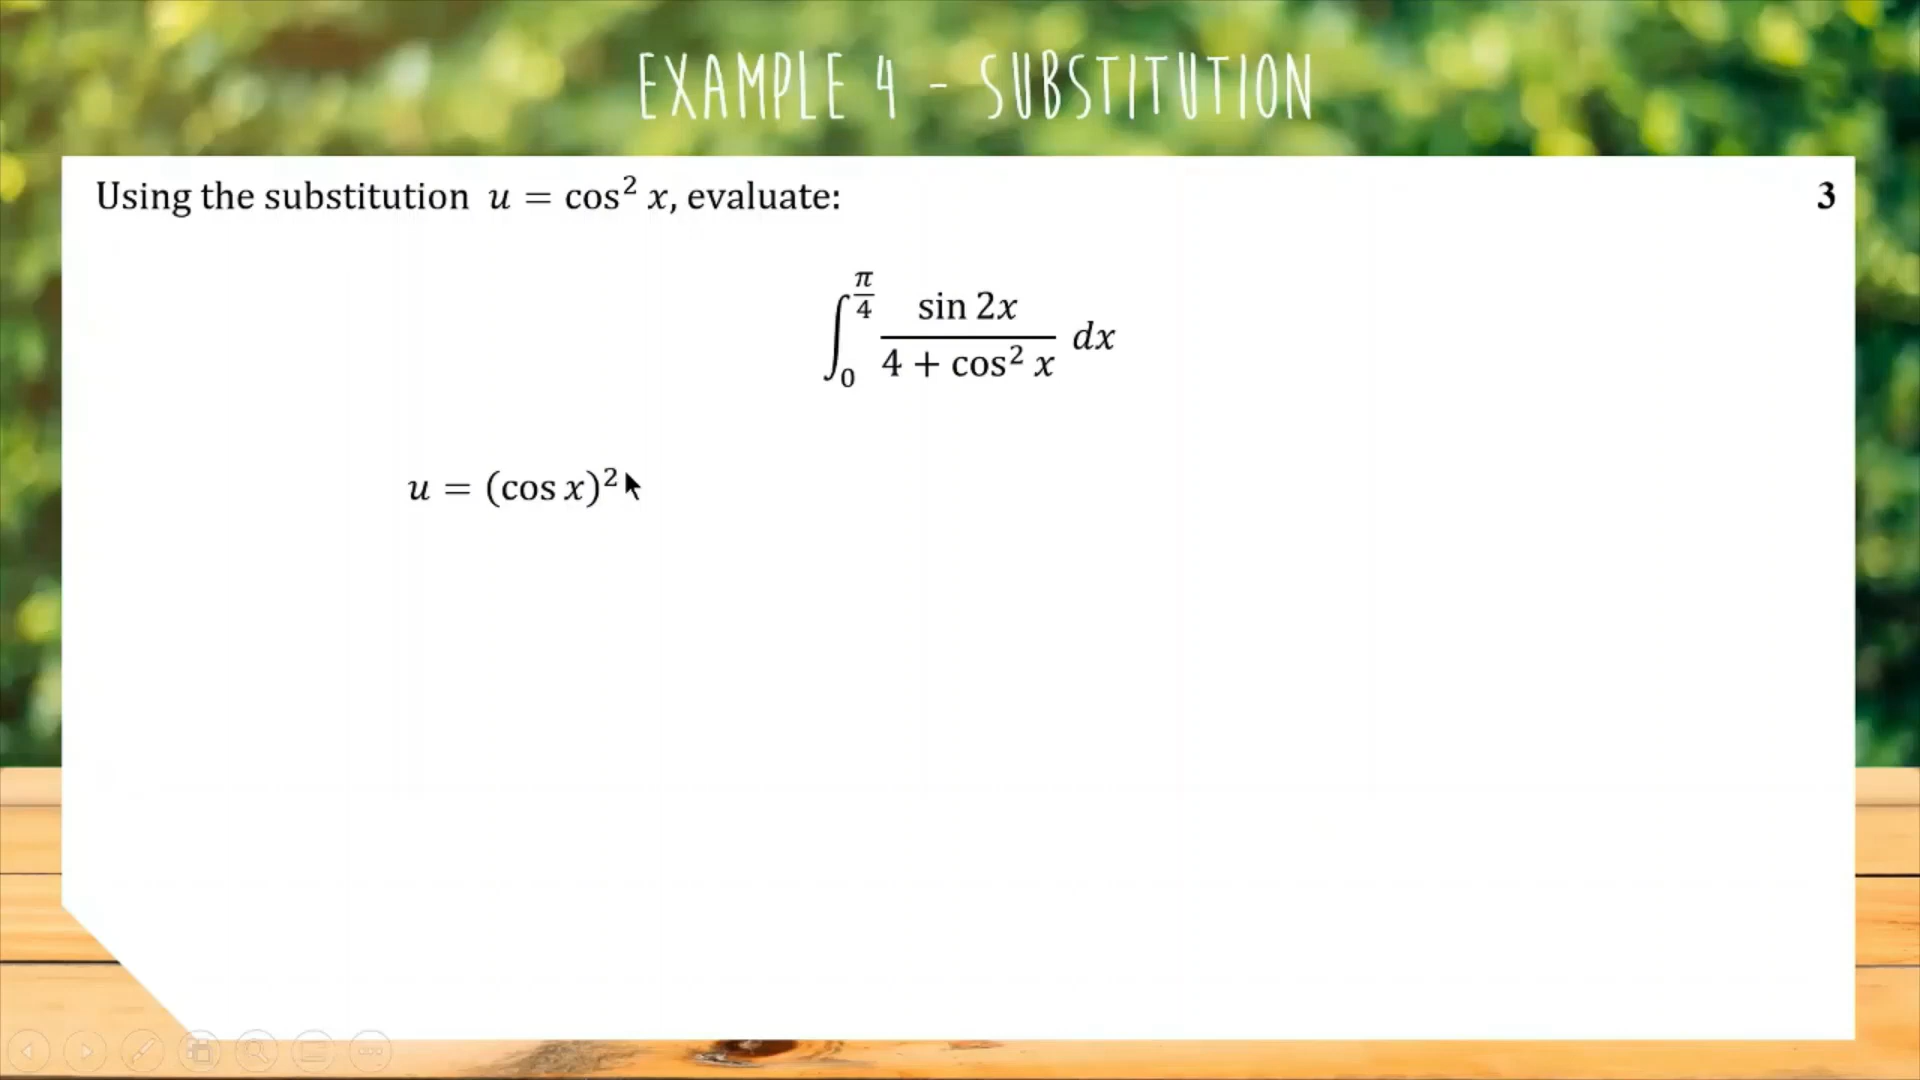 EXAMPLE 4 - SUBSTITUTION
Using the substitution u = cos² x, evaluate: 3
∫₀^(π/4) sin 2x / (4 + cos² x) dx
u = (cos x)²